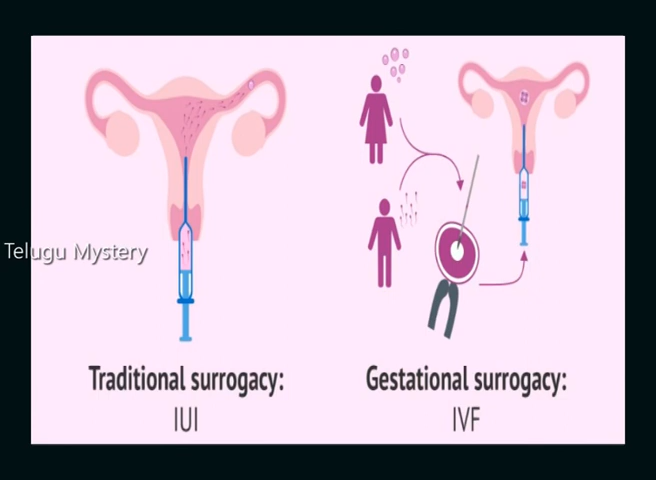 Telugu Mystery
Traditional surrogacy:
IUI
Gestational surrogacy:
IVF